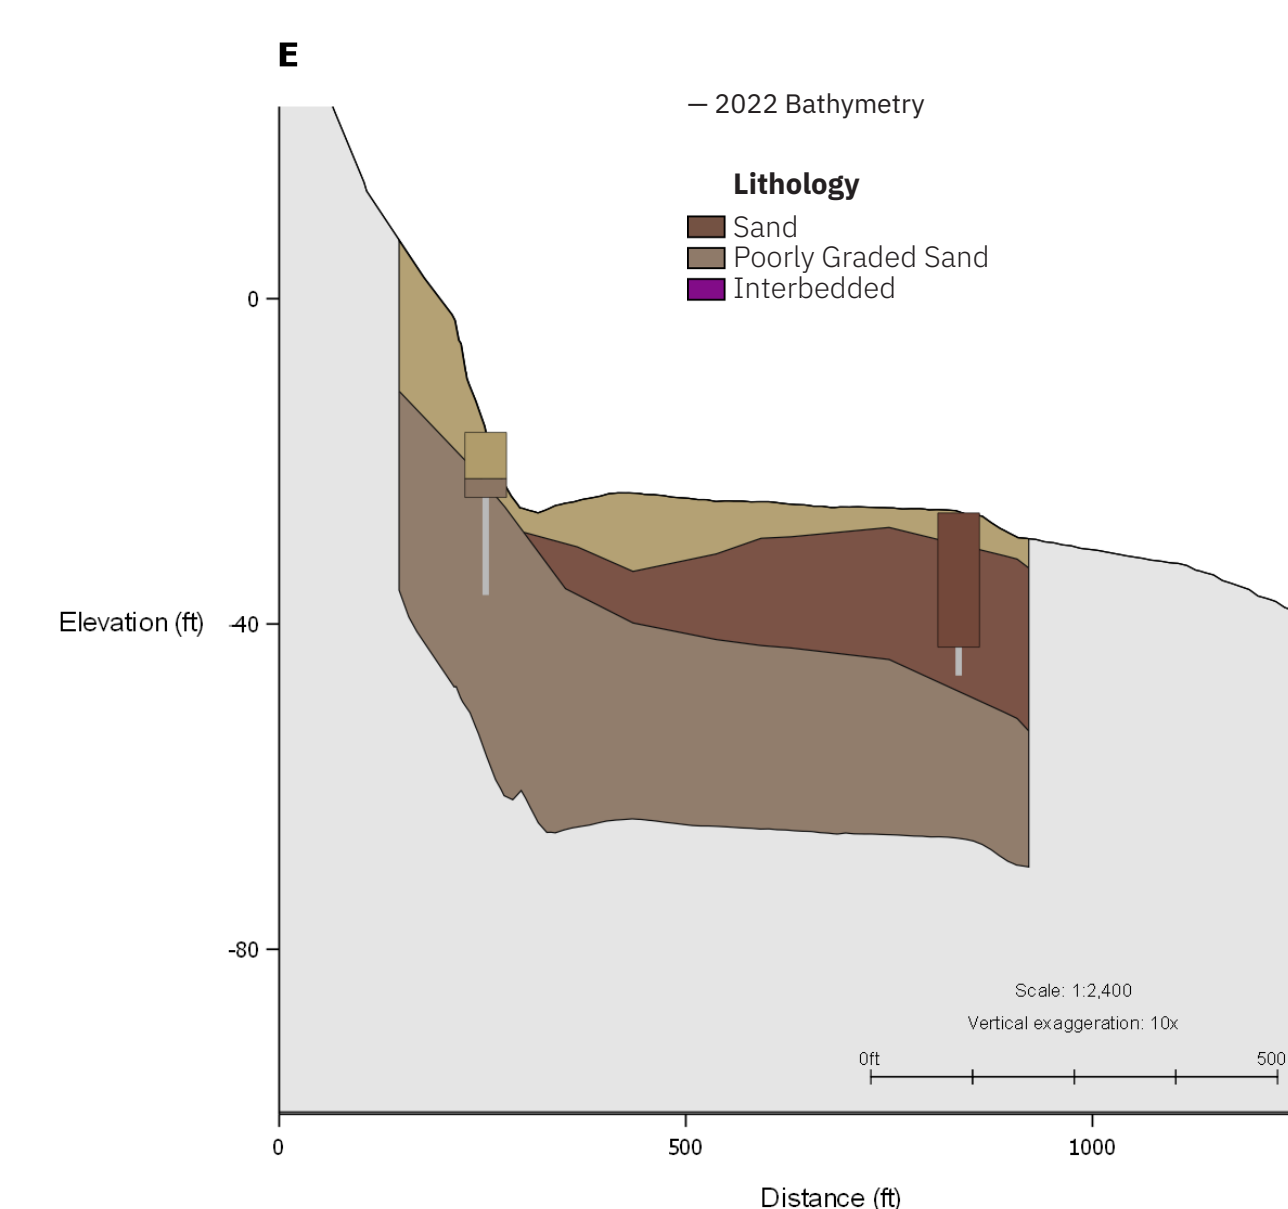 E
— 2022 Bathymetry
Lithology
Sand
Poorly Graded Sand
Interbedded
0
Elevation (ft)
-40
-80
Scale: 1:2,400
Vertical exaggeration: 10x
0ft 500
0 500 1000
Distance (ft)